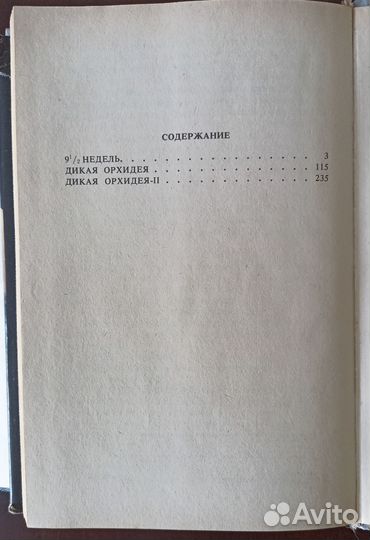 СОДЕРЖАНИЕ
9 1/2 НЕДЕЛЬ. . . . . . . . . . . . . . . . . 3
ДИКАЯ ОРХИДЕЯ . . . . . . . . . . . . . . 115
ДИКАЯ ОРХИДЕЯ-II . . . . . . . . . . . . . 235
Avito